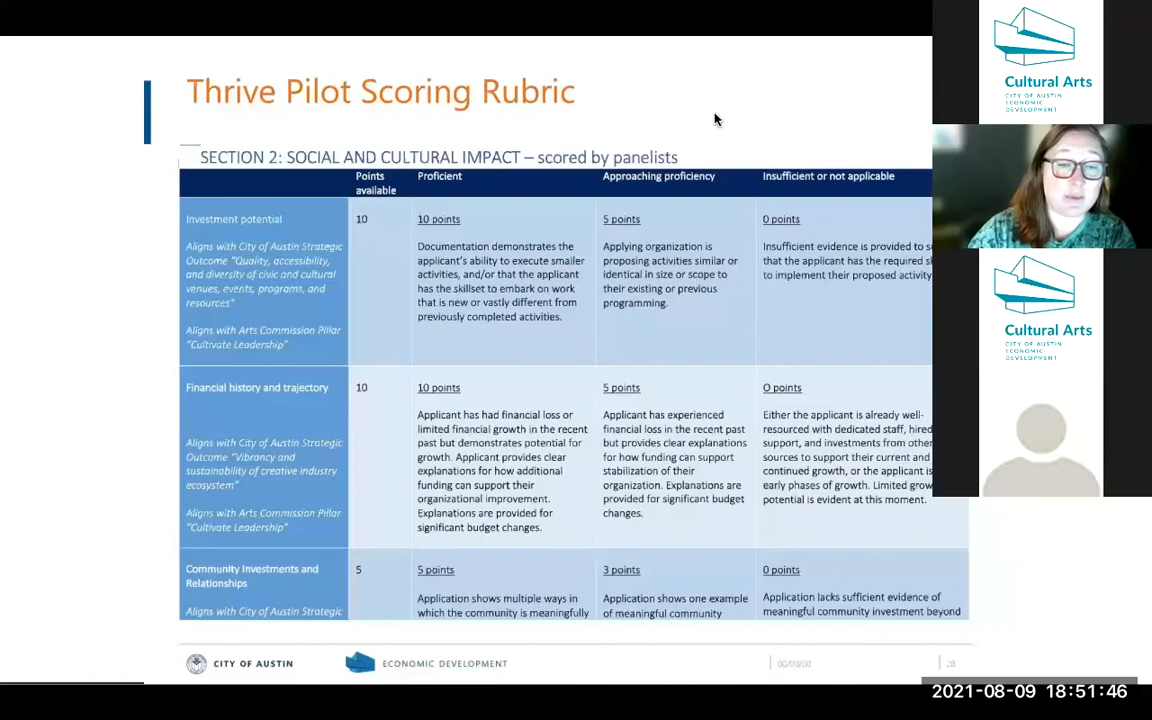 Thrive Pilot Scoring Rubric
SECTION 2: SOCIAL AND CULTURAL IMPACT – scored by panelists
Points available
Proficient
Approaching proficiency
Insufficient or not applicable
Investment potential
Aligns with City of Austin Strategic
Outcome "Quality, accessibility,
and diversity of civic and cultural
venues, events, programs, and
resources"
Aligns with Arts Commission Pillar
"Cultivate Leadership"
10
10 points
Documentation demonstrates the
applicant's ability to execute smaller
activities, and/or that the applicant
has the skillset to embark on work
that is new or vastly different from
previously completed activities.
5 points
Applying organization is
proposing activities similar or
identical in size or scope to
their existing or previous
programming.
0 points
Insufficient evidence is provided to
that the applicant has the required
to implement their proposed activity
Financial history and trajectory
Aligns with City of Austin Strategic
Outcome "Vibrancy and
sustainability of creative industry
ecosystem"
Aligns with Arts Commission Pillar
"Cultivate Leadership"
10
10 points
Applicant has had financial loss or
limited financial growth in the recent
past but demonstrates potential for
growth. Applicant provides clear
explanations for how additional
funding can support their
organizational improvement.
Explanations are provided for
significant budget changes.
5 points
Applicant has experienced
financial loss in the recent past
but provides clear explanations
for how funding can support
stabilization of their
organization. Explanations are
provided for significant budget
changes.
O points
Either the applicant is already well-
resourced with dedicated staff, hired
support, and investments from other
sources to support their current and
continued growth, or the applicant is
early phases of growth. Limited
potential is evident at this moment.
Community Investments and
Relationships
Aligns with City of Austin Strategic
5
5 points
Application shows multiple ways in
which the community is meaningfully
3 points
Application shows one example
of meaningful community
0 points
Application lacks sufficient evidence of
meaningful community investment beyond
CITY OF AUSTIN
ECONOMIC DEVELOPMENT
00/00/00
28
Cultural Arts
CITY OF AUSTIN
ECONOMIC
DEVELOPMENT
Cultural Arts
CITY OF AUSTIN
ECONOMIC
DEVELOPMENT
2021-08-09 18:51:46